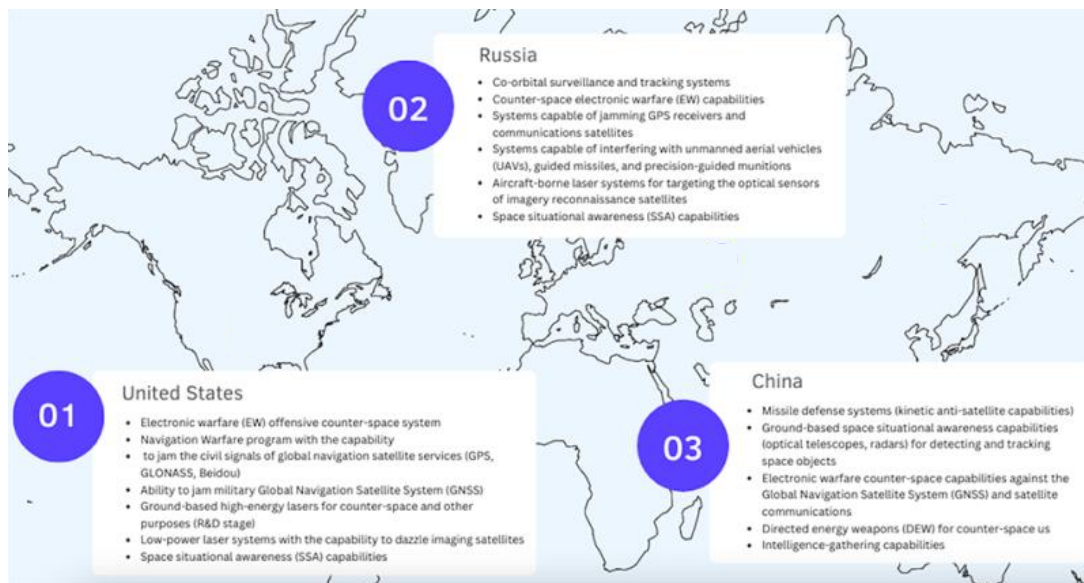 02
Russia
• Co-orbital surveillance and tracking systems
• Counter-space electronic warfare (EW) capabilities
• Systems capable of jamming GPS receivers and
communications satellites
• Systems capable of interfering with unmanned aerial vehicles
(UAVs), guided missiles, and precision-guided munitions
• Aircraft-borne laser systems for targeting the optical sensors
of imagery reconnaissance satellites
• Space situational awareness (SSA) capabilities
01
United States
• Electronic warfare (EW) offensive counter-space system
• Navigation Warfare program with the capability
• to jam the civil signals of global navigation satellite services (GPS,
GLONASS, Beidou)
• Ability to jam military Global Navigation Satellite System (GNSS)
• Ground-based high-energy lasers for counter-space and other
purposes (R&D stage)
• Low-power laser systems with the capability to dazzle imaging satellites
• Space situational awareness (SSA) capabilities
03
China
• Missile defense systems (kinetic anti-satellite capabilities)
• Ground-based space situational awareness capabilities
(optical telescopes, radars) for detecting and tracking
space objects
• Electronic warfare counter-space capabilities against the
Global Navigation Satellite System (GNSS) and satellite
communications
• Directed energy weapons (DEW) for counter-space us
• Intelligence-gathering capabilities